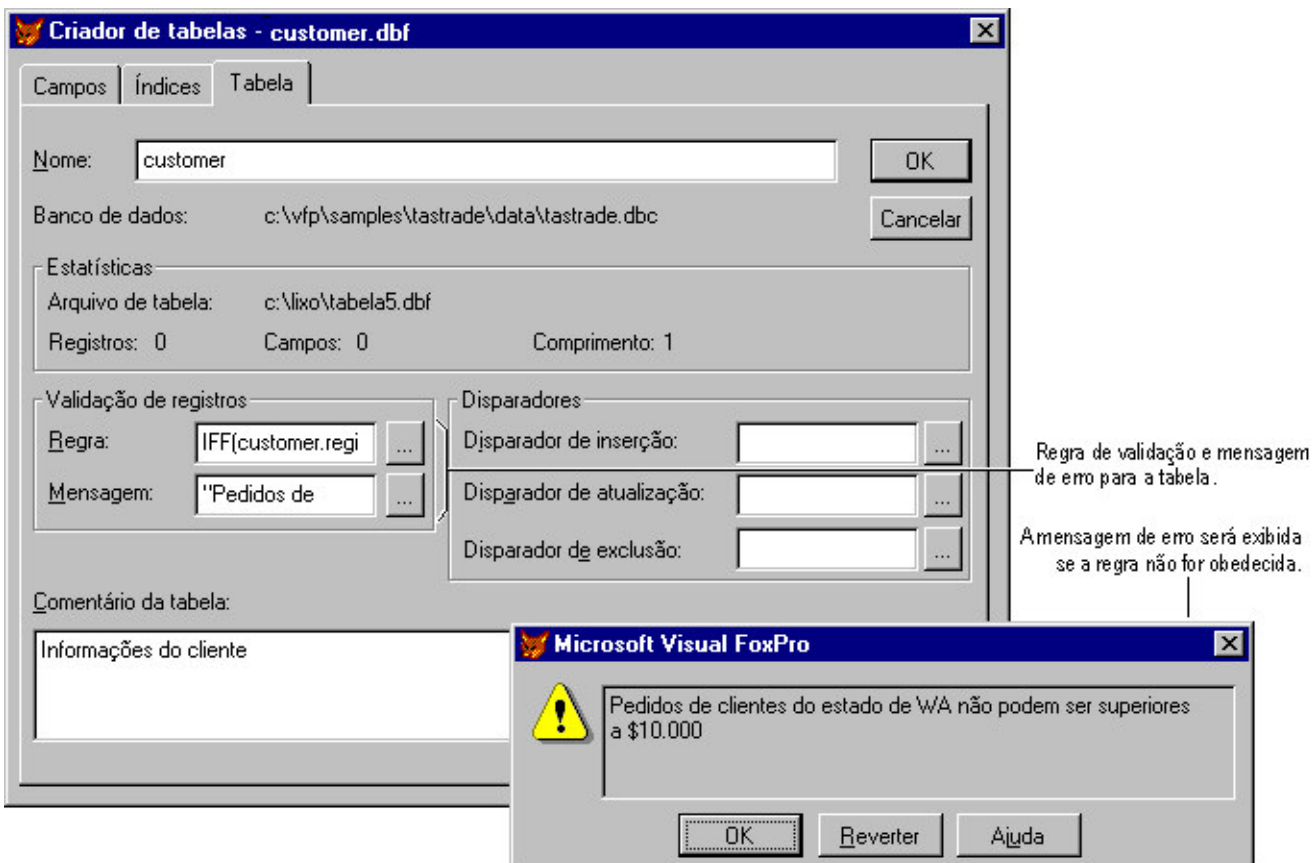 Criador de tabelas - customer.dbf
Campos
Índices
Tabela
Nome:
customer
OK
Banco de dados:
c:\vfp\samples\tastrade\data\tastrade.dbc
Cancelar
Estatísticas
Arquivo de tabela:
c:\lixo\tabela5.dbf
Registros: 0
Campos: 0
Comprimento: 1
Validação de registros
Regra:
IFF(customer.regi
...
Mensagem:
"Pedidos de
...
Disparadores
Disparador de inserção:
...
Disparador de atualização:
...
Disparador de exclusão:
...
Regra de validação e mensagem
de erro para a tabela.
A mensagem de erro será exibida
se a regra não for obedecida.
Comentário da tabela:
Informações do cliente
Microsoft Visual FoxPro
Pedidos de clientes do estado de WA não podem ser superiores
a $10.000
OK
Reverter
Ajuda